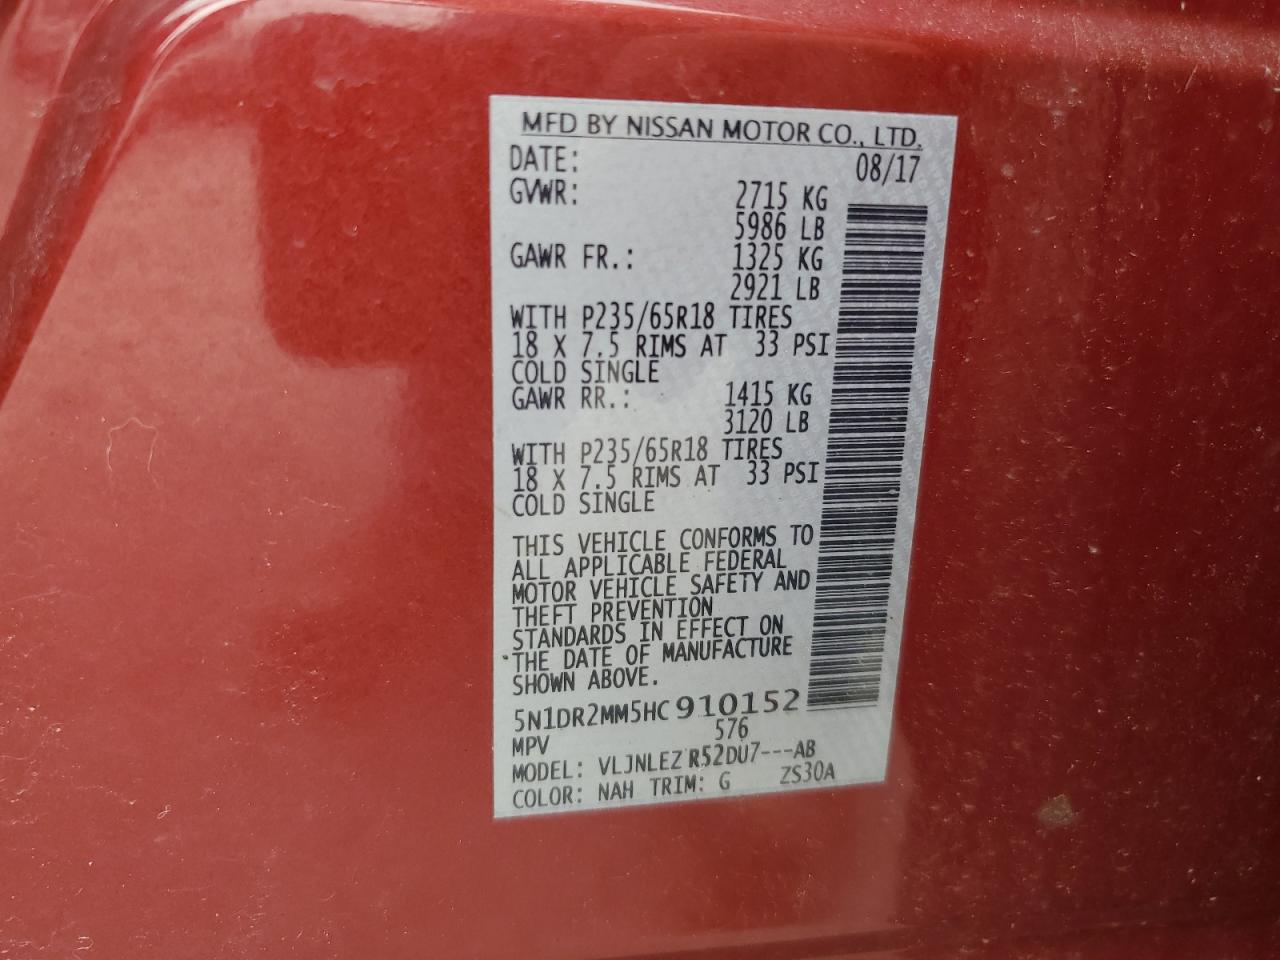 MFD BY NISSAN MOTOR CO., LTD.
DATE: 08/17
GVWR: 2715 KG
5986 LB
GAWR FR.: 1325 KG
2921 LB
WITH P235/65R18 TIRES
18 X 7.5 RIMS AT 33 PSI
COLD SINGLE
GAWR RR.: 1415 KG
3120 LB
WITH P235/65R18 TIRES
18 X 7.5 RIMS AT 33 PSI
COLD SINGLE
THIS VEHICLE CONFORMS TO
ALL APPLICABLE FEDERAL
MOTOR VEHICLE SAFETY AND
THEFT PREVENTION
STANDARDS IN EFFECT ON
THE DATE OF MANUFACTURE
SHOWN ABOVE.
5N1DR2MM5HC910152
MPV 576
MODEL: VLJNLEZ R52DU7---AB
COLOR: NAH TRIM: G ZS30A